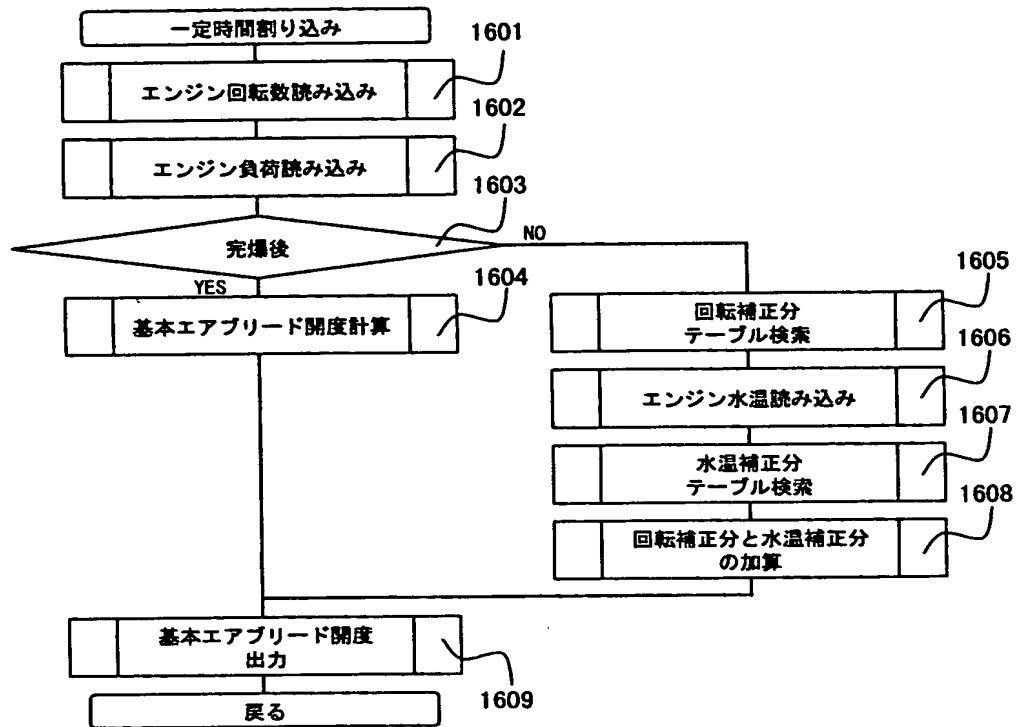 一定時間割り込み
1601
エンジン回転数読み込み
1602
エンジン負荷読み込み
1603
完爆後
NO
YES
1604
基本エアブリード開度計算
1605
回転補正分
テーブル検索
1606
エンジン水温読み込み
1607
水温補正分
テーブル検索
1608
回転補正分と水温補正分
の加算
基本エアブリード開度
出力
1609
戻る